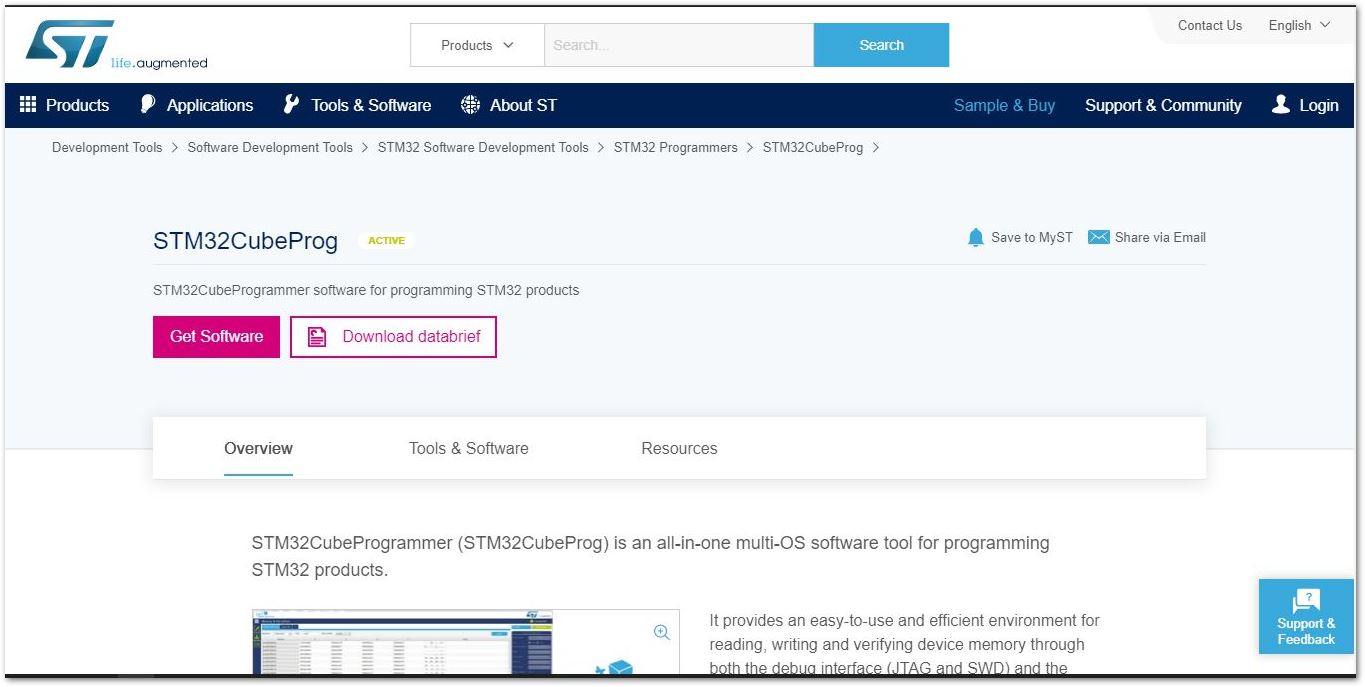 ST life.augmented
Products
Search...
Search
Contact Us
English
Products
Applications
Tools & Software
About ST
Sample & Buy
Support & Community
Login
Development Tools > Software Development Tools > STM32 Software Development Tools > STM32 Programmers > STM32CubeProg >
STM32CubeProg
ACTIVE
Save to MyST
Share via Email
STM32CubeProgrammer software for programming STM32 products
Get Software
Download databrief
Overview
Tools & Software
Resources
STM32CubeProgrammer (STM32CubeProg) is an all-in-one multi-OS software tool for programming
STM32 products.
It provides an easy-to-use and efficient environment for
reading, writing and verifying device memory through
both the debug interface (JTAG and SWD) and the
Support &
Feedback